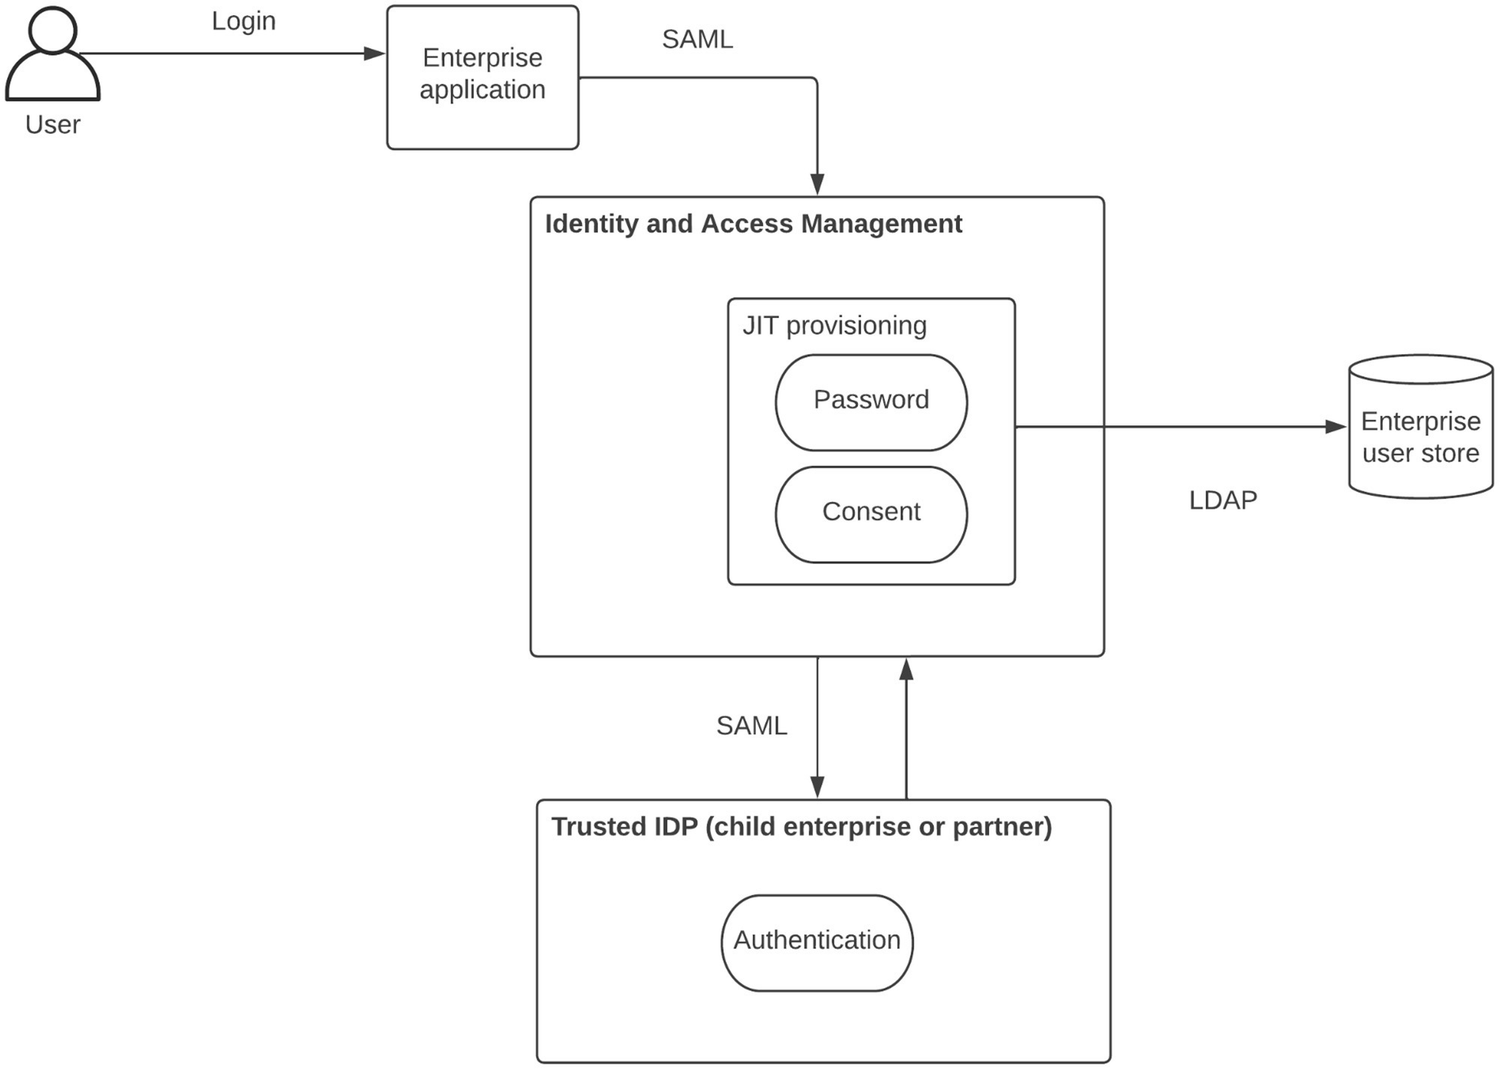 Login
User
Enterprise
application
SAML
Identity and Access Management
JIT provisioning
Password
Consent
Enterprise
user store
LDAP
SAML
Trusted IDP (child enterprise or partner)
Authentication